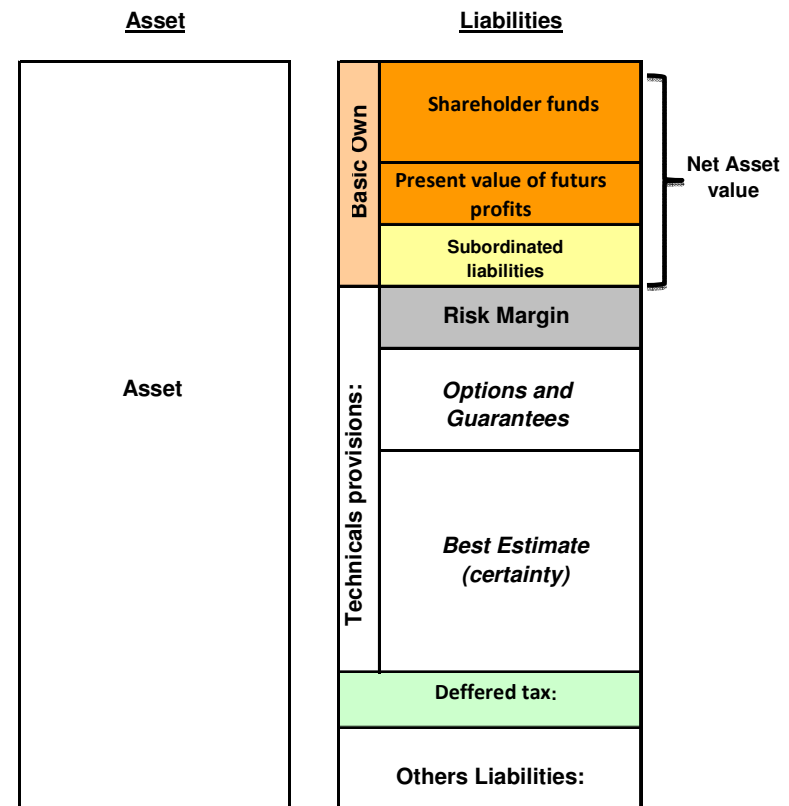 Asset
Liabilities
Basic Own
Shareholder funds
Present value of futurs
profits
Subordinated
liabilities
Net Asset
value
Asset
Technicals provisions:
Risk Margin
Options and
Guarantees
Best Estimate
(certainty)
Deffered tax:
Others Liabilities: